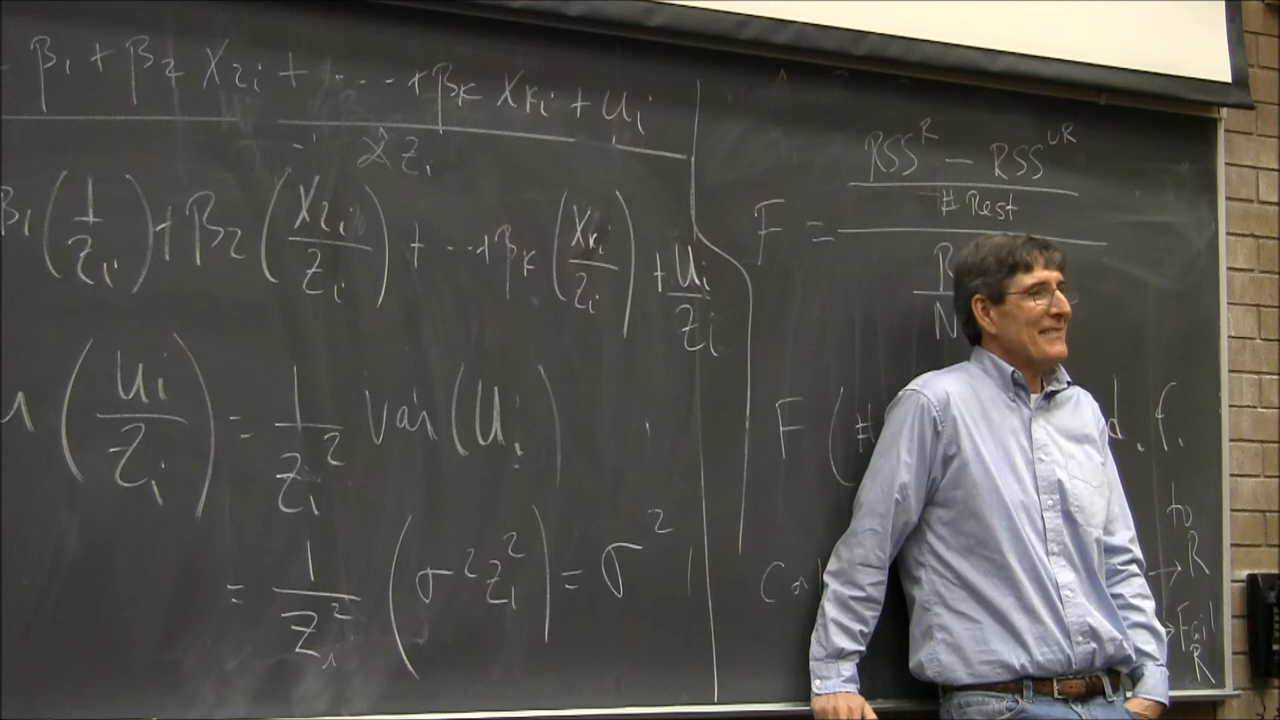 - β₁ + β₂ X₂ᵢ + ..... + βₖ Xₖᵢ + uᵢ
Zᵢ
β₁ (1/Zᵢ) + β₂ (X₂ᵢ/Zᵢ) + ... + βₖ (Xₖᵢ/Zᵢ) + uᵢ/Zᵢ
(uᵢ/Zᵢ) = 1/Zᵢ² Var (uᵢ)
= 1/Zᵢ² (σ² Zᵢ²) = σ²
RSS^R - RSS^UR
# Rest
F =
R
N
F (# d.f.
to
R
Fail
R